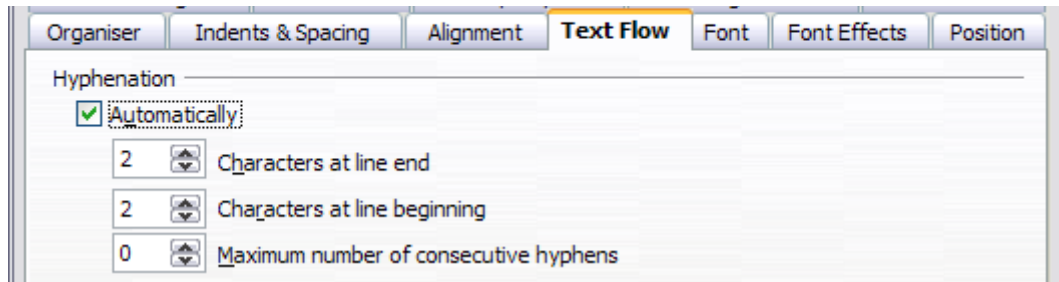 Organiser Indents & Spacing Alignment Text Flow Font Font Effects Position
Hyphenation
Automatically
2 Characters at line end
2 Characters at line beginning
0 Maximum number of consecutive hyphens